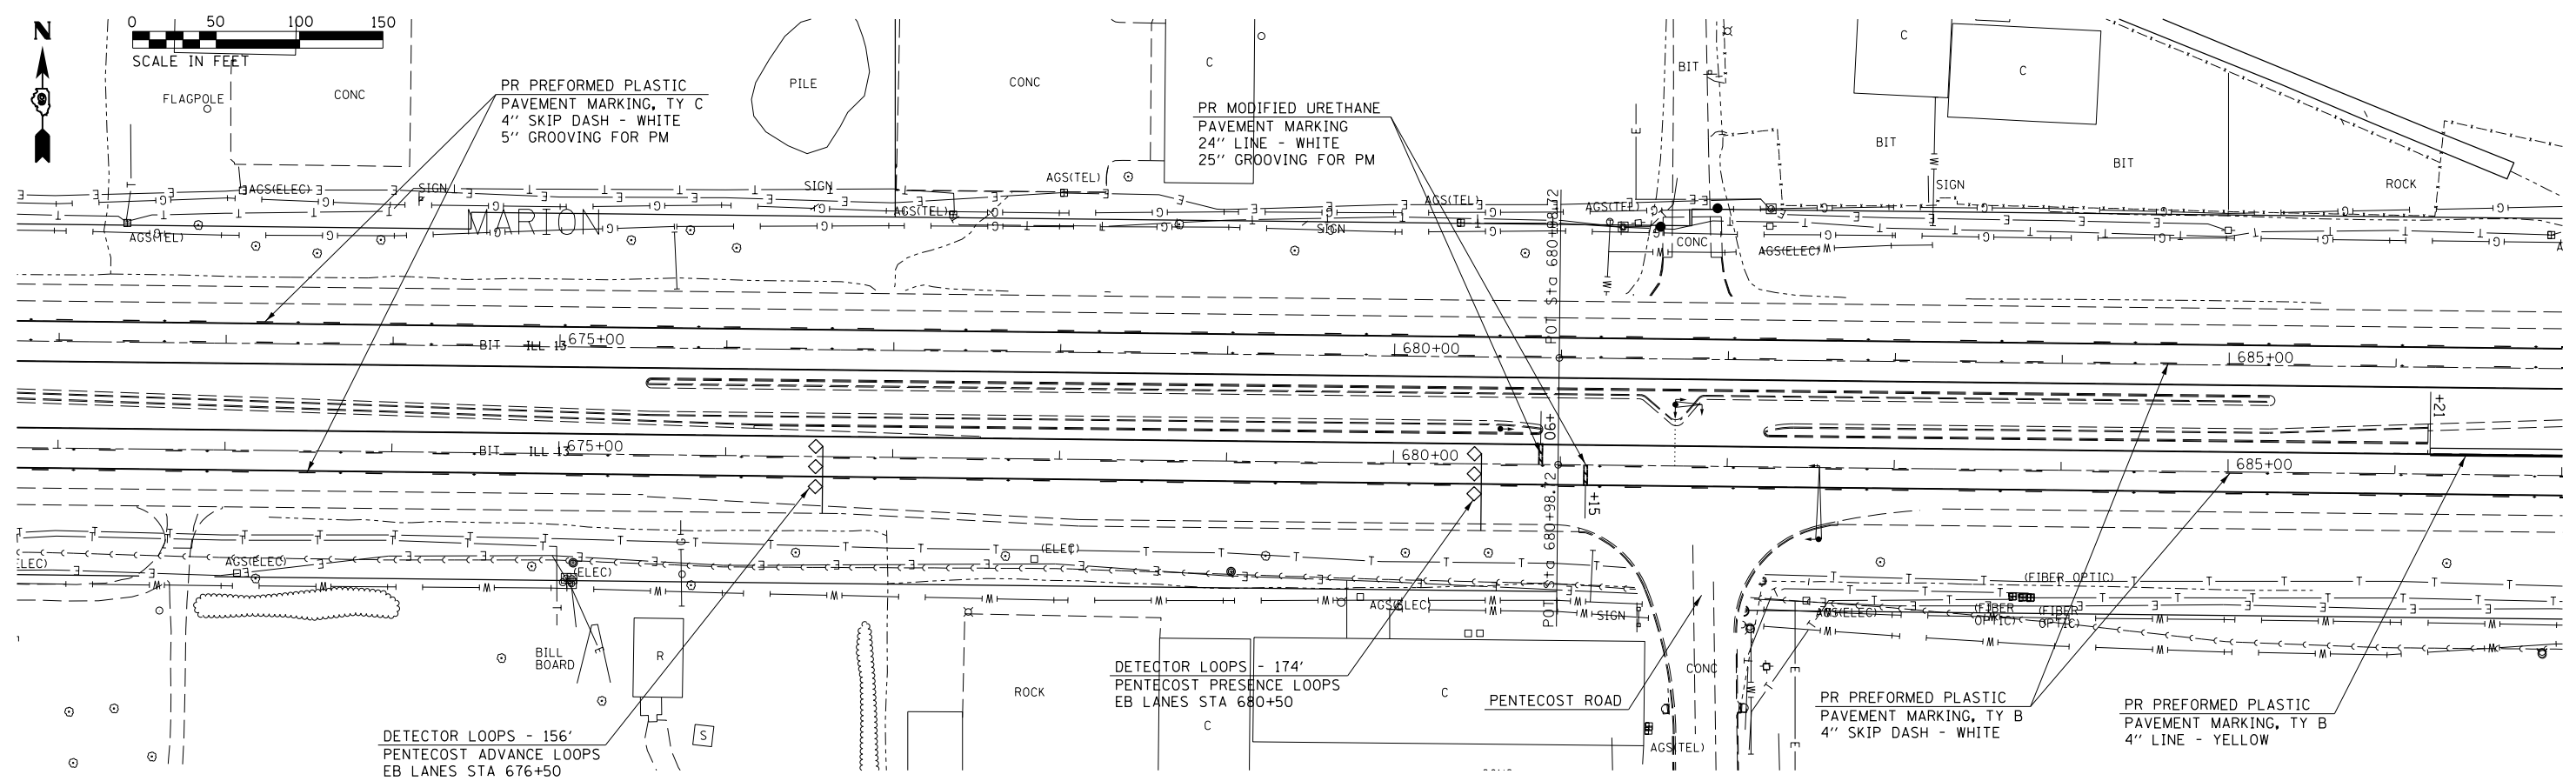 N
0 50 100 150
SCALE IN FEET
FLAGPOLE
CONC
PR PREFORMED PLASTIC
PAVEMENT MARKING, TY C
4" SKIP DASH - WHITE
5" GROOVING FOR PM
PILE
CONC
C
PR MODIFIED URETHANE
PAVEMENT MARKING
24" LINE - WHITE
25" GROOVING FOR PM
BIT
C
C
BIT
BIT
ROCK
AGS(ELEC)
SIGN
SIGN
AGS(TEL)
AGS(TEL)
AGS(TEL)
AGS(TEL)
SIGN
MARION
AGS(TEL)
SIGN
CONC
AGS(ELEC)
BIT ILL 13
675+00
680+00
685+00
POT Sta
+90
+21
BIT ILL 13
675+00
680+00
685+00
POT Sta 680+98.72
+15
ELEC)
AGS(ELEC)
(ELEC)
(ELEC)
AGS(ELEC)
SIGN
(FIBER OPTIC)
AGS(ELEC)
(FIBER
OPTIC)
(FIBER
OPTIC)
BILL
BOARD
R
S
ROCK
C
C
CONC
AGS(TEL)
DETECTOR LOOPS - 174'
PENTECOST PRESENCE LOOPS
EB LANES STA 680+50
PENTECOST ROAD
PR PREFORMED PLASTIC
PAVEMENT MARKING, TY B
4" SKIP DASH - WHITE
PR PREFORMED PLASTIC
PAVEMENT MARKING, TY B
4" LINE - YELLOW
DETECTOR LOOPS - 156'
PENTECOST ADVANCE LOOPS
EB LANES STA 676+50